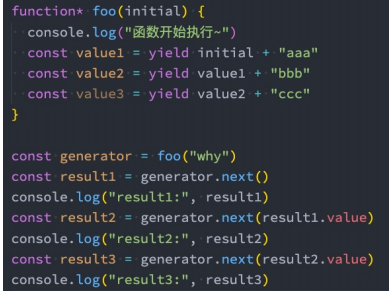 function* foo(initial) {
  console.log("函数开始执行~")
  const value1 = yield initial + "aaa"
  const value2 = yield value1 + "bbb"
  const value3 = yield value2 + "ccc"
}

const generator = foo("why")
const result1 = generator.next()
console.log("result1:", result1)
const result2 = generator.next(result1.value)
console.log("result2:", result2)
const result3 = generator.next(result2.value)
console.log("result3:", result3)